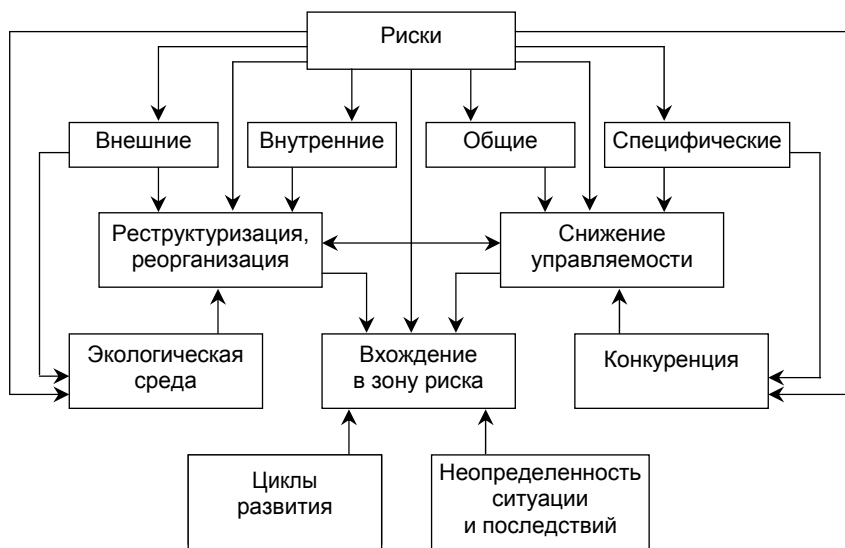 Риски
Внешние
Внутренние
Общие
Специфические
Реструктуризация,
реорганизация
Снижение
управляемости
Экологическая
среда
Вхождение
в зону риска
Конкуренция
Циклы
развития
Неопределенность
ситуации
и последствий